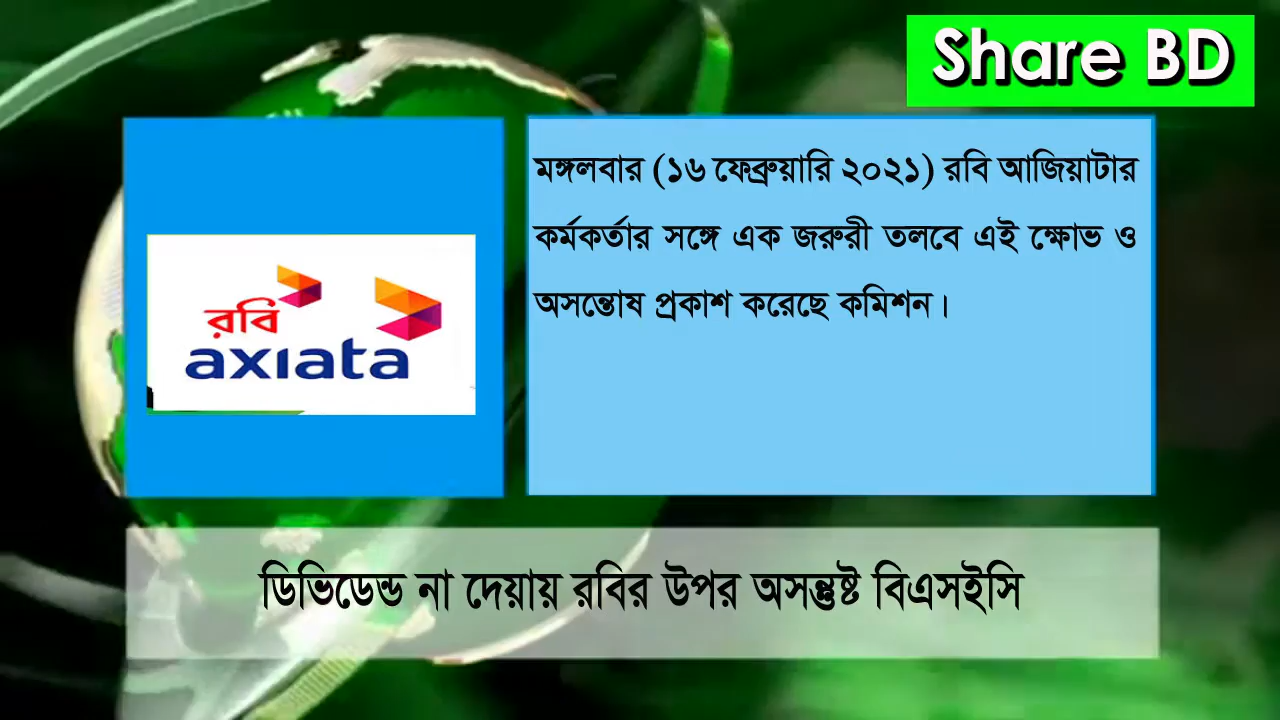 Share BD
মঙ্গলবার (১৬ ফেব্রুয়ারি ২০২১) রবি আজিয়াটার
কর্মকর্তার সঙ্গে এক জরুরী তলবে এই ক্ষোভ ও
অসন্তোষ প্রকাশ করেছে কমিশন।
রবি
axiata
ডিভিডেন্ড না দেয়ায় রবির উপর অসন্তুষ্ট বিএসইসি